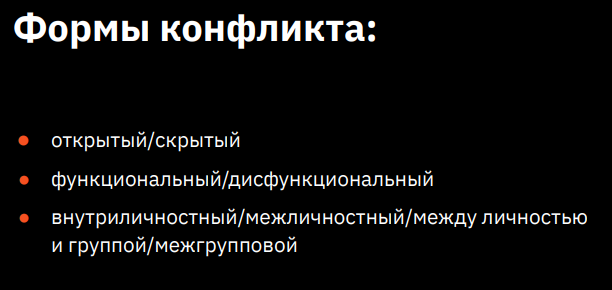 Формы конфликта:
открытый/скрытый
функциональный/дисфункциональный
внутриличностный/межличностный/между личностью
и группой/межгрупповой